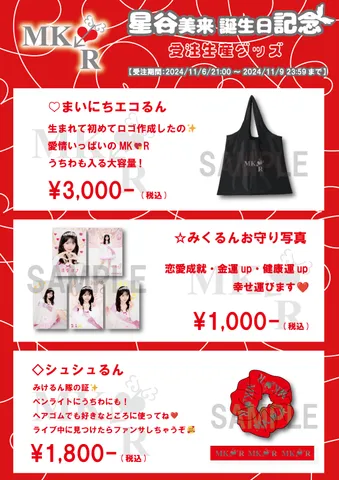 MK R
星谷美来 誕生日記念
受注生産グッズ
【受注期間：2024/11/6/21:00 ～ 2024/11/9 23:59まで】
♡まいにちエコるん
生まれて初めてロゴ作成したの✨
愛情いっぱいのMK❤R
うちわも入る大容量！
¥3,000-（税込）
SAMPLE
MK R
☆みくるんお守り写真
恋愛成就・金運up・健康運up
幸せ運びます❤
¥1,000-（税込）
SAMPLE
◇シュシュるん
みけるん隊の証✨
ペンライトにうちわにも！
ヘアゴムでも好きなところに使ってね❤
ライブ中に見つけたらファンサしちゃうぞ💫
¥1,800-（税込）
SAMPLE
MK R MK R MK R